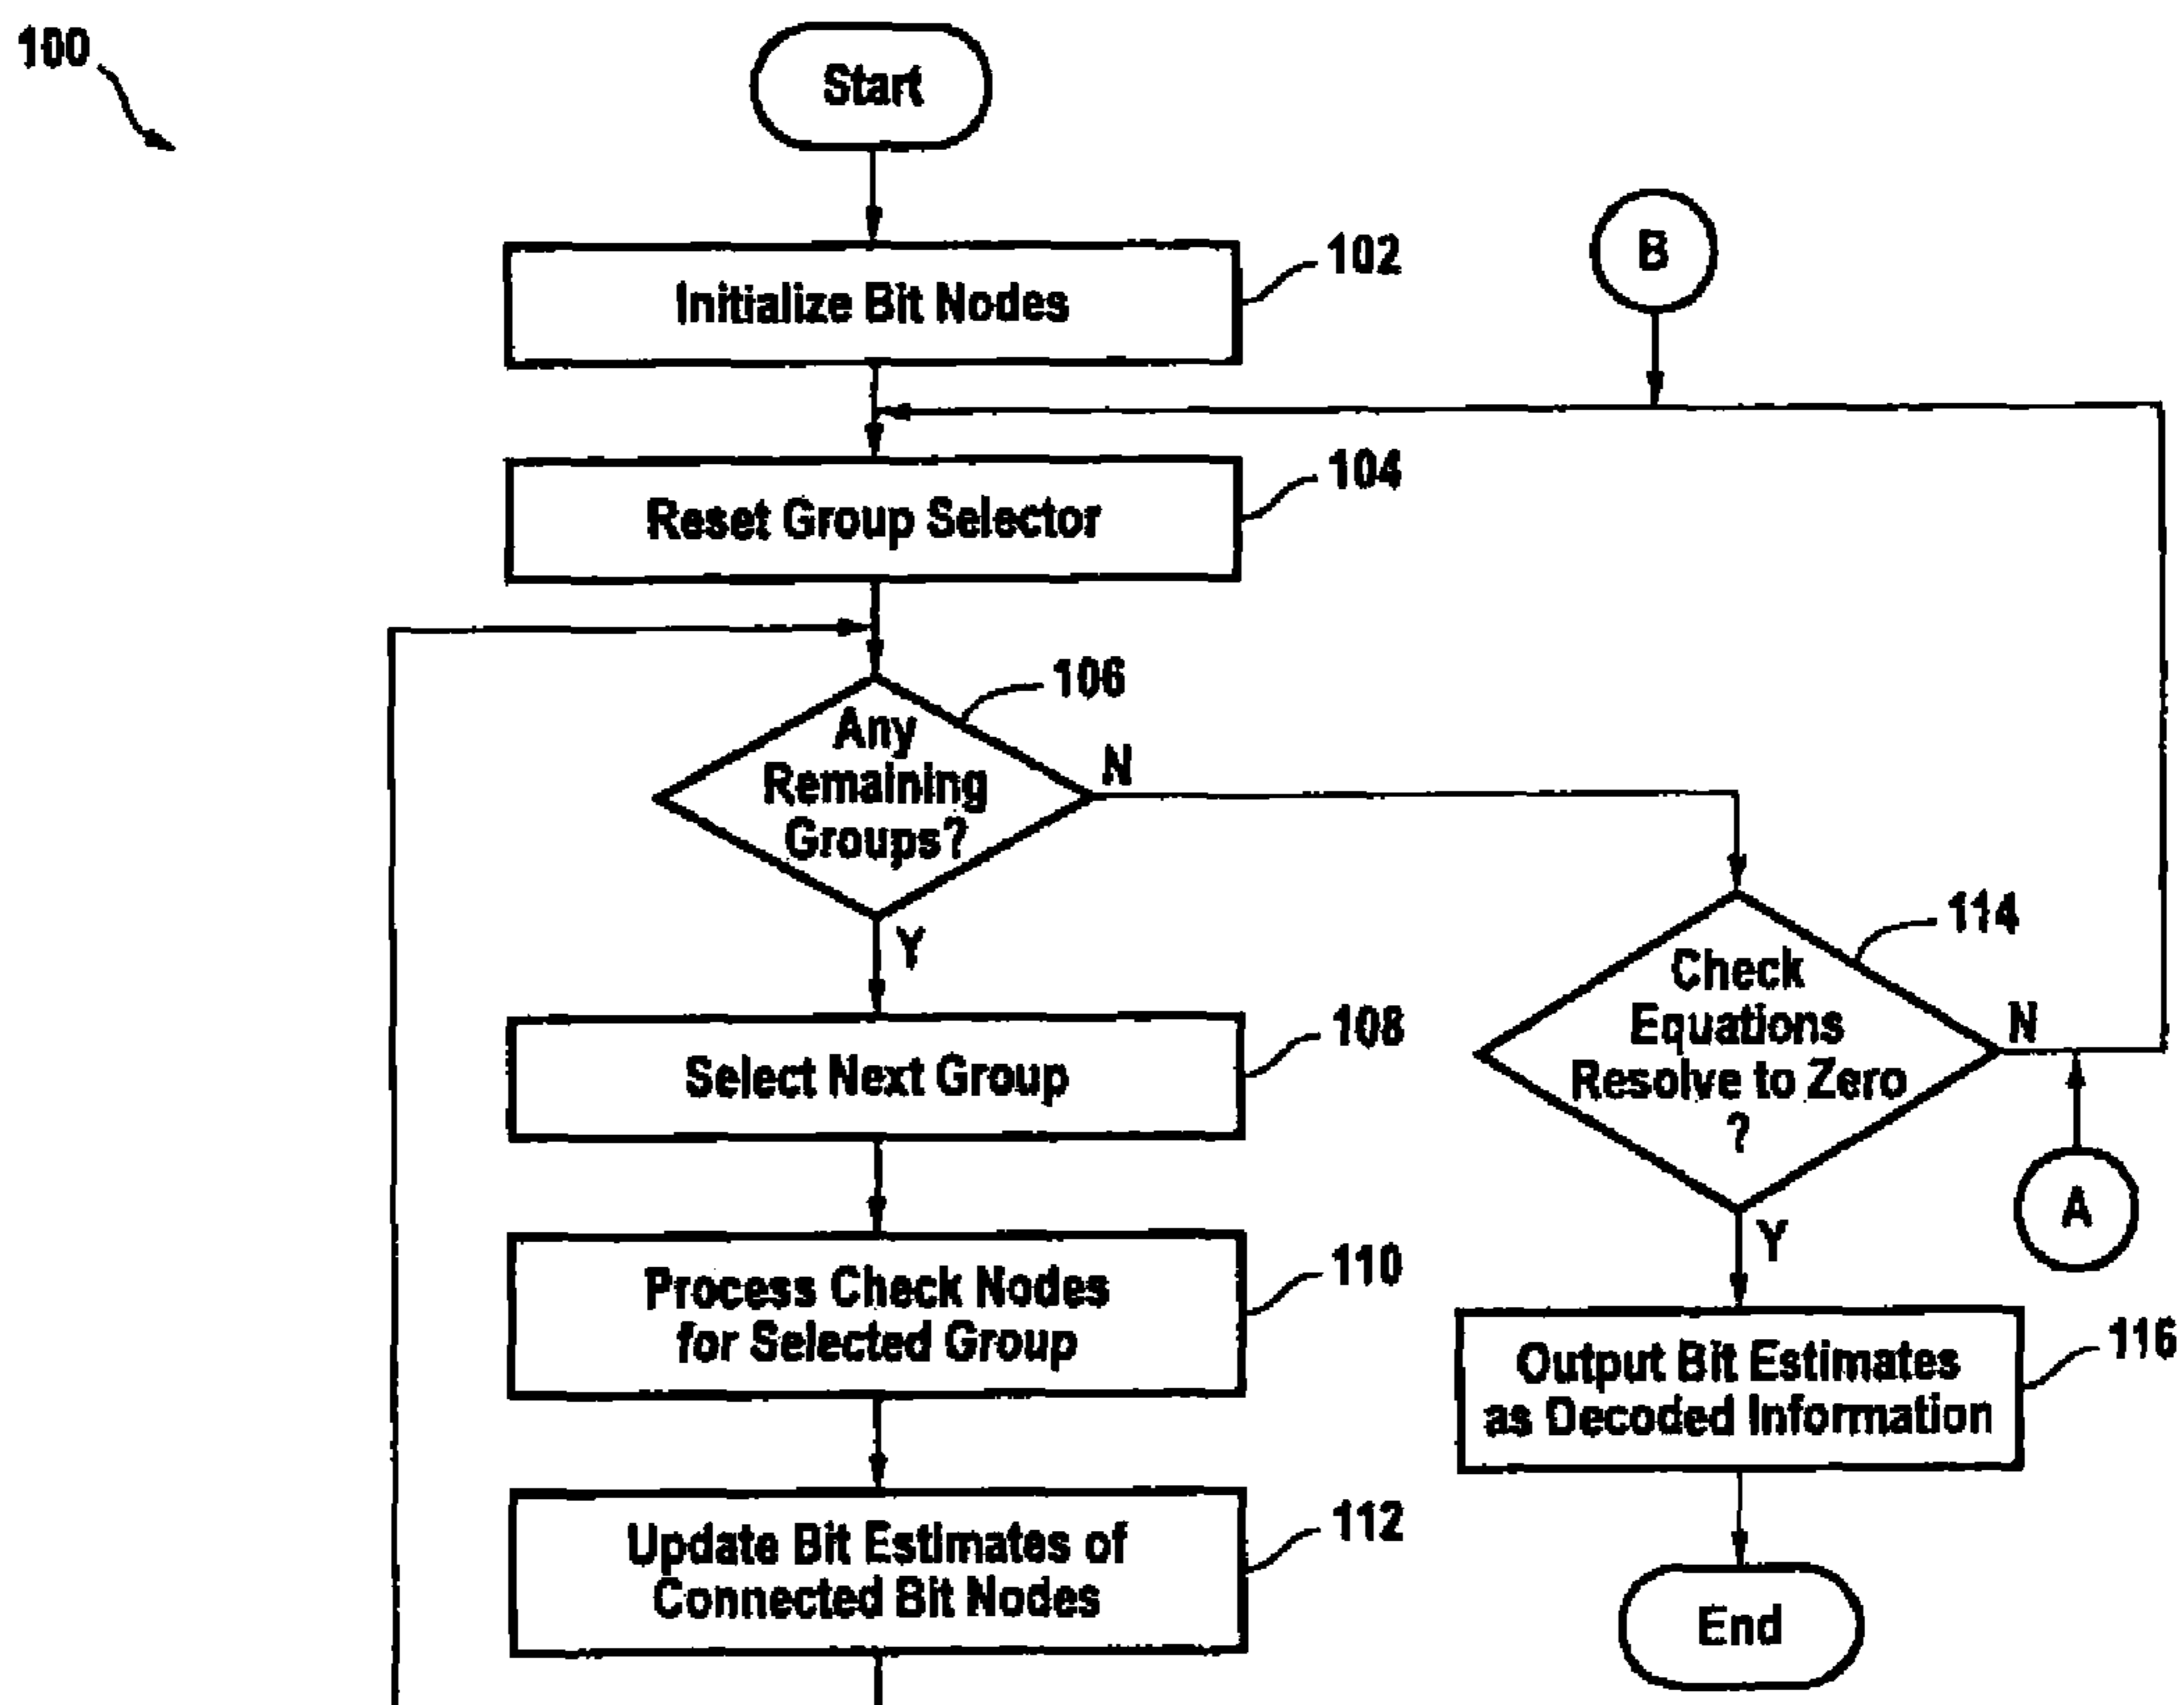 100
Start
B
Initialize Bit Nodes
102
Reset Group Selector
104
Any
Remaining
Groups?
106
N
Y
Select Next Group
108
Process Check Nodes
for Selected Group
110
Update Bit Estimates of
Connected Bit Nodes
112
Check
Equations
Resolve to Zero
?
114
N
A
Y
Output Bit Estimates
as Decoded Information
116
End